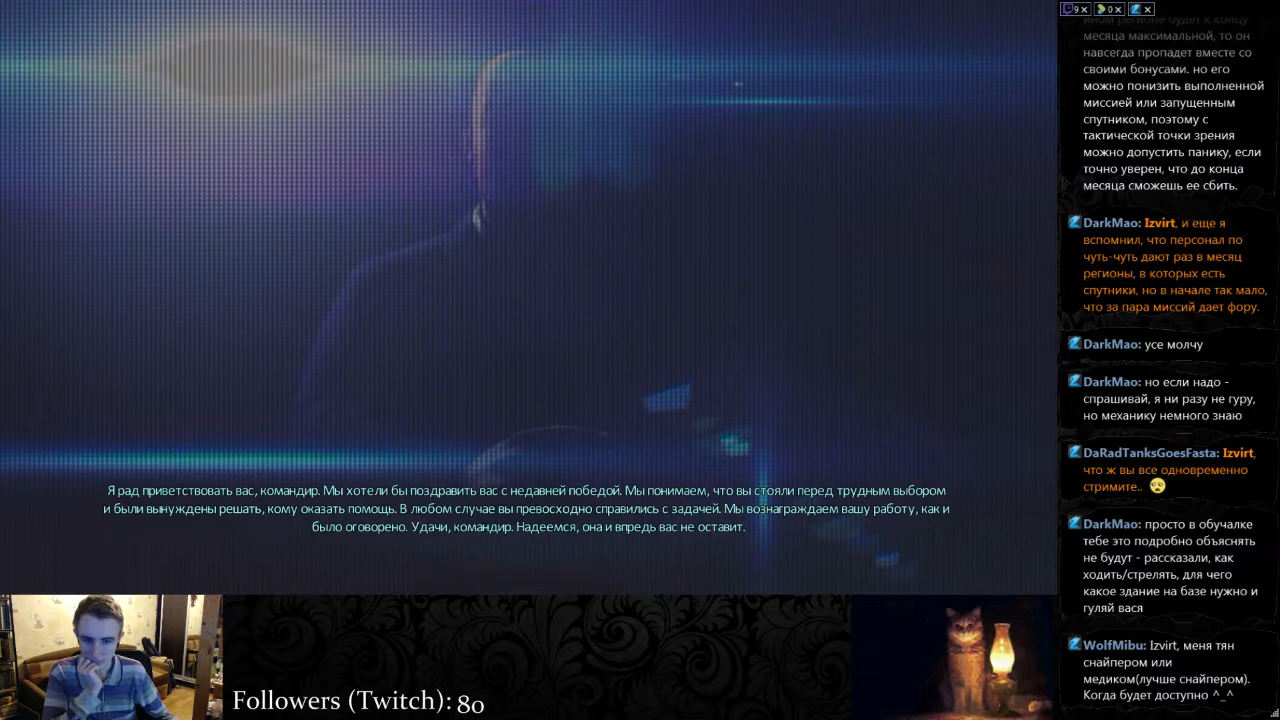 Я рад приветствовать вас, командир. Мы хотели бы поздравить вас с недавней победой. Мы понимаем, что вы стояли перед трудным выбором
и были вынуждены решать, кому оказать помощь. В любом случае вы превосходно справились с задачей. Мы вознаграждаем вашу работу, как и
было оговорено. Удачи, командир. Надеемся, она и впредь вас не оставит.
Followers (Twitch): 80
9 × 0 × ×
ином регионе будет к концу
месяца максимальной, то он
навсегда пропадет вместе со
своими бонусами. но его
можно понизить выполненной
миссией или запущенным
спутником, поэтому с
тактической точки зрения
можно допустить панику, если
точно уверен, что до конца
месяца сможешь ее сбить.
DarkMao: Izvirt, и еще я
вспомнил, что персонал по
чуть-чуть дают раз в месяц
регионы, в которых есть
спутники, но в начале так мало,
что за пара миссий дает фору.
DarkMao: усе молчу
DarkMao: но если надо -
спрашивай, я ни разу не гуру,
но механику немного знаю
DaRadTanksGoesFasta: Izvirt,
что ж вы все одновременно
стримите..
DarkMao: просто в обучалке
тебе это подробно объяснять
не будут - рассказали, как
ходить/стрелять, для чего
какое здание на базе нужно и
гуляй вася
WolfMibu: Izvirt, меня тян
снайпером или
медиком(лучше снайпером).
Когда будет доступно ^_^